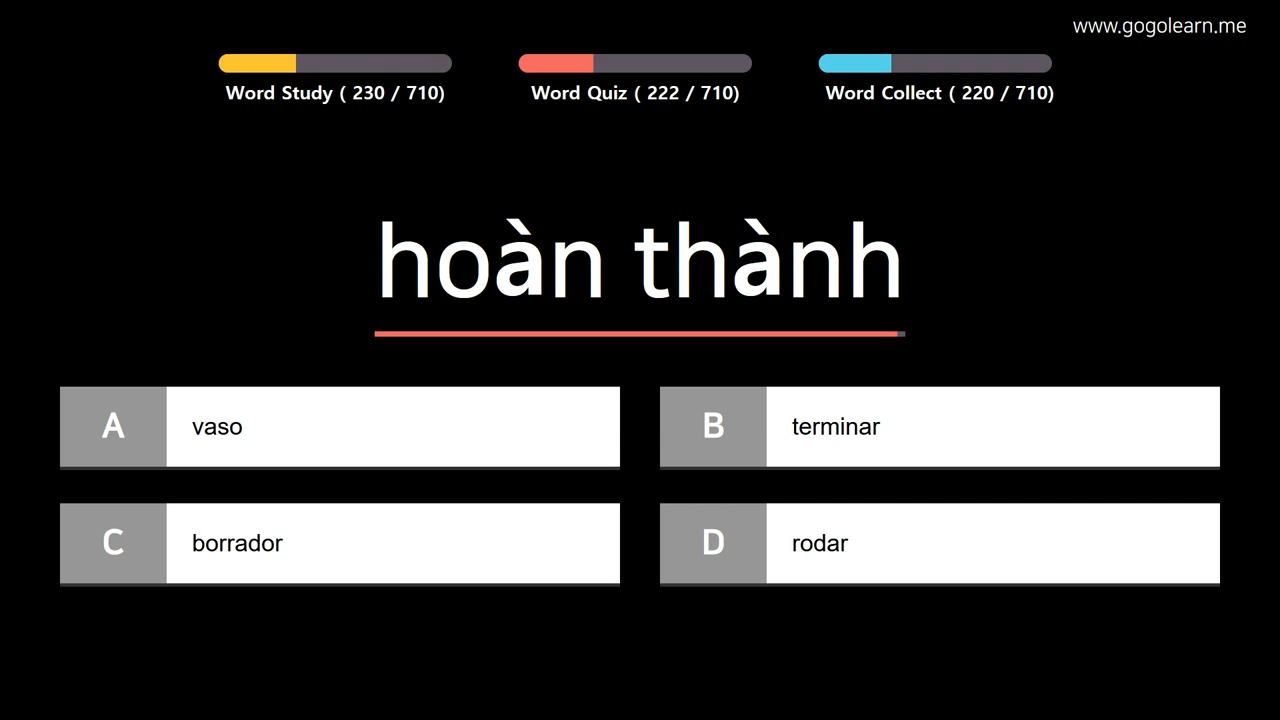 www.gogolearn.me
Word Study ( 230 / 710)
Word Quiz ( 222 / 710)
Word Collect ( 220 / 710)
hoàn thành
A vaso
B terminar
C borrador
D rodar